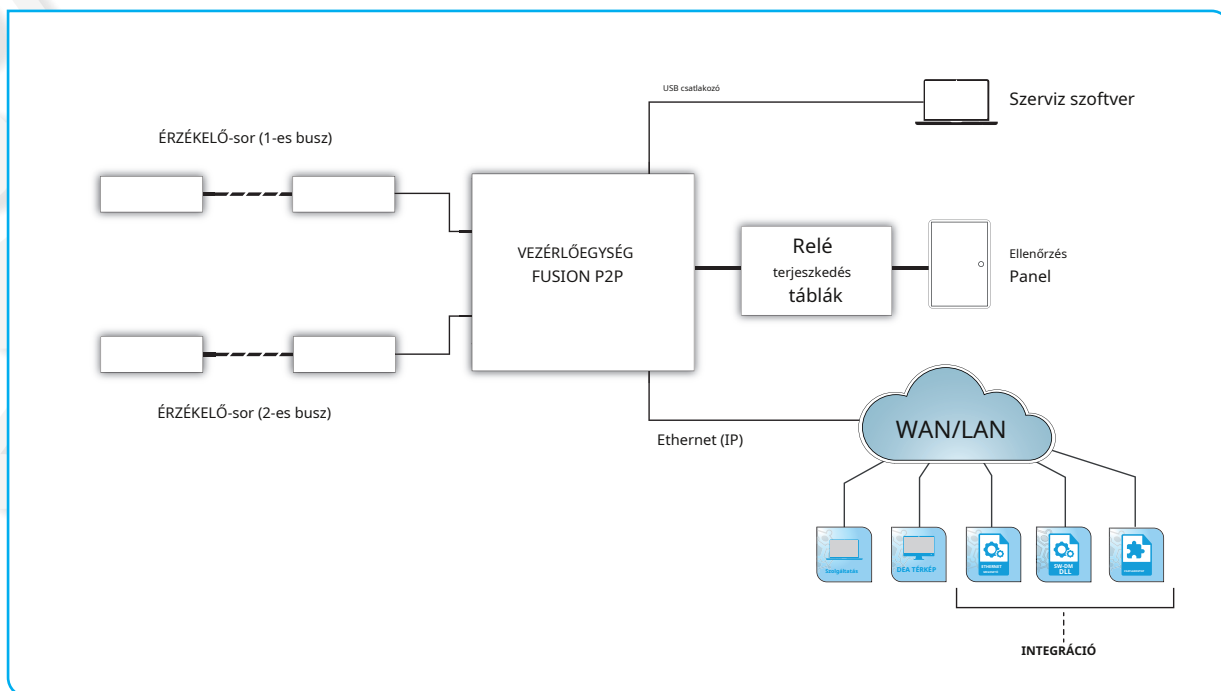 USB csatlakozó
Szerviz szoftver
ÉRZÉKELŐ-sor (1-es busz)
VEZÉRLŐEGYSÉG
FUSION P2P
Relé
terjeszkedés
táblák
Ellenőrzés
Panel
ÉRZÉKELŐ-sor (2-es busz)
Ethernet (IP)
WAN/LAN
Szolgáltatás
DEA TÉRKÉP
ETHERNET
SW-DM
DLL
INTEGRÁCIÓ